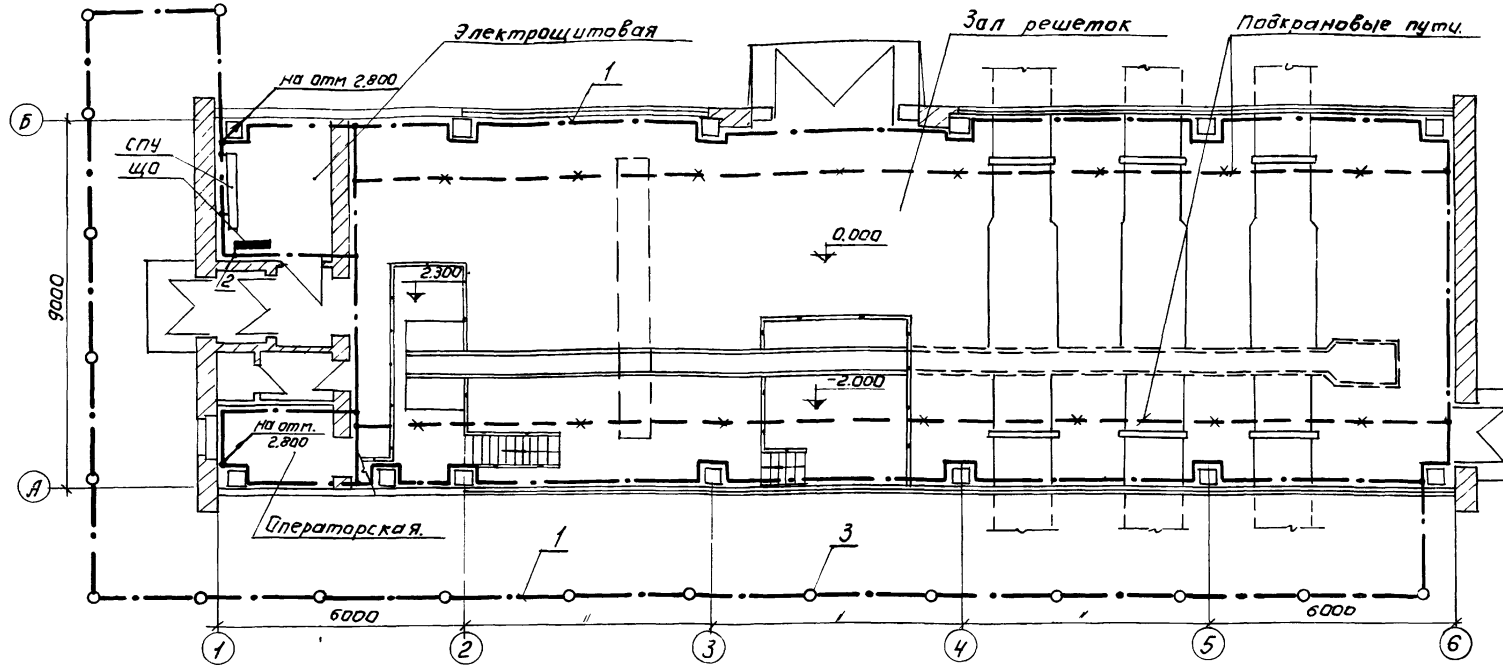 Электрощитовая
Зал решеток
Подкрановые пути.
на отм 2.800
1
Б
СПУ
ЩО
0.000
2.300
2
9000
-2.000
на отм.
2.800
А
Операторская.
1
3
6000
"
"
"
6000
1
2
3
4
5
6